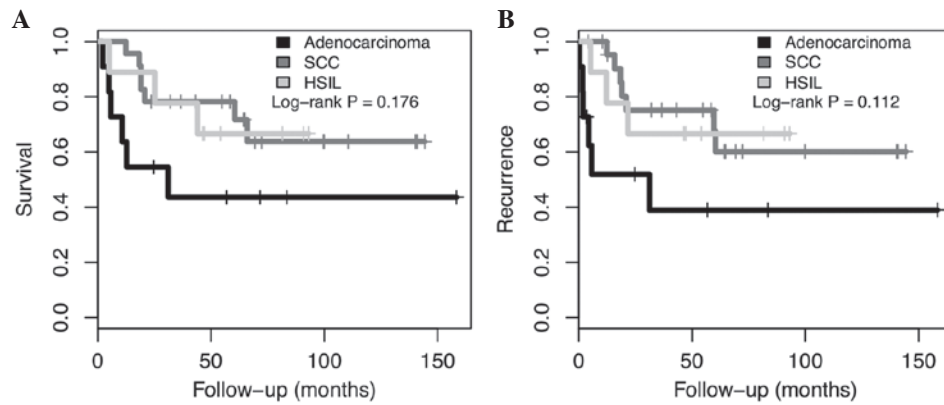 A
Adenocarcinoma
SCC
HSIL
Log-rank P = 0.176
Survival
1.0
0.8
0.6
0.4
0.2
0.0
0
50
100
150
Follow-up (months)
B
Adenocarcinoma
SCC
HSIL
Log-rank P = 0.112
Recurrence
1.0
0.8
0.6
0.4
0.2
0.0
0
50
100
150
Follow-up (months)